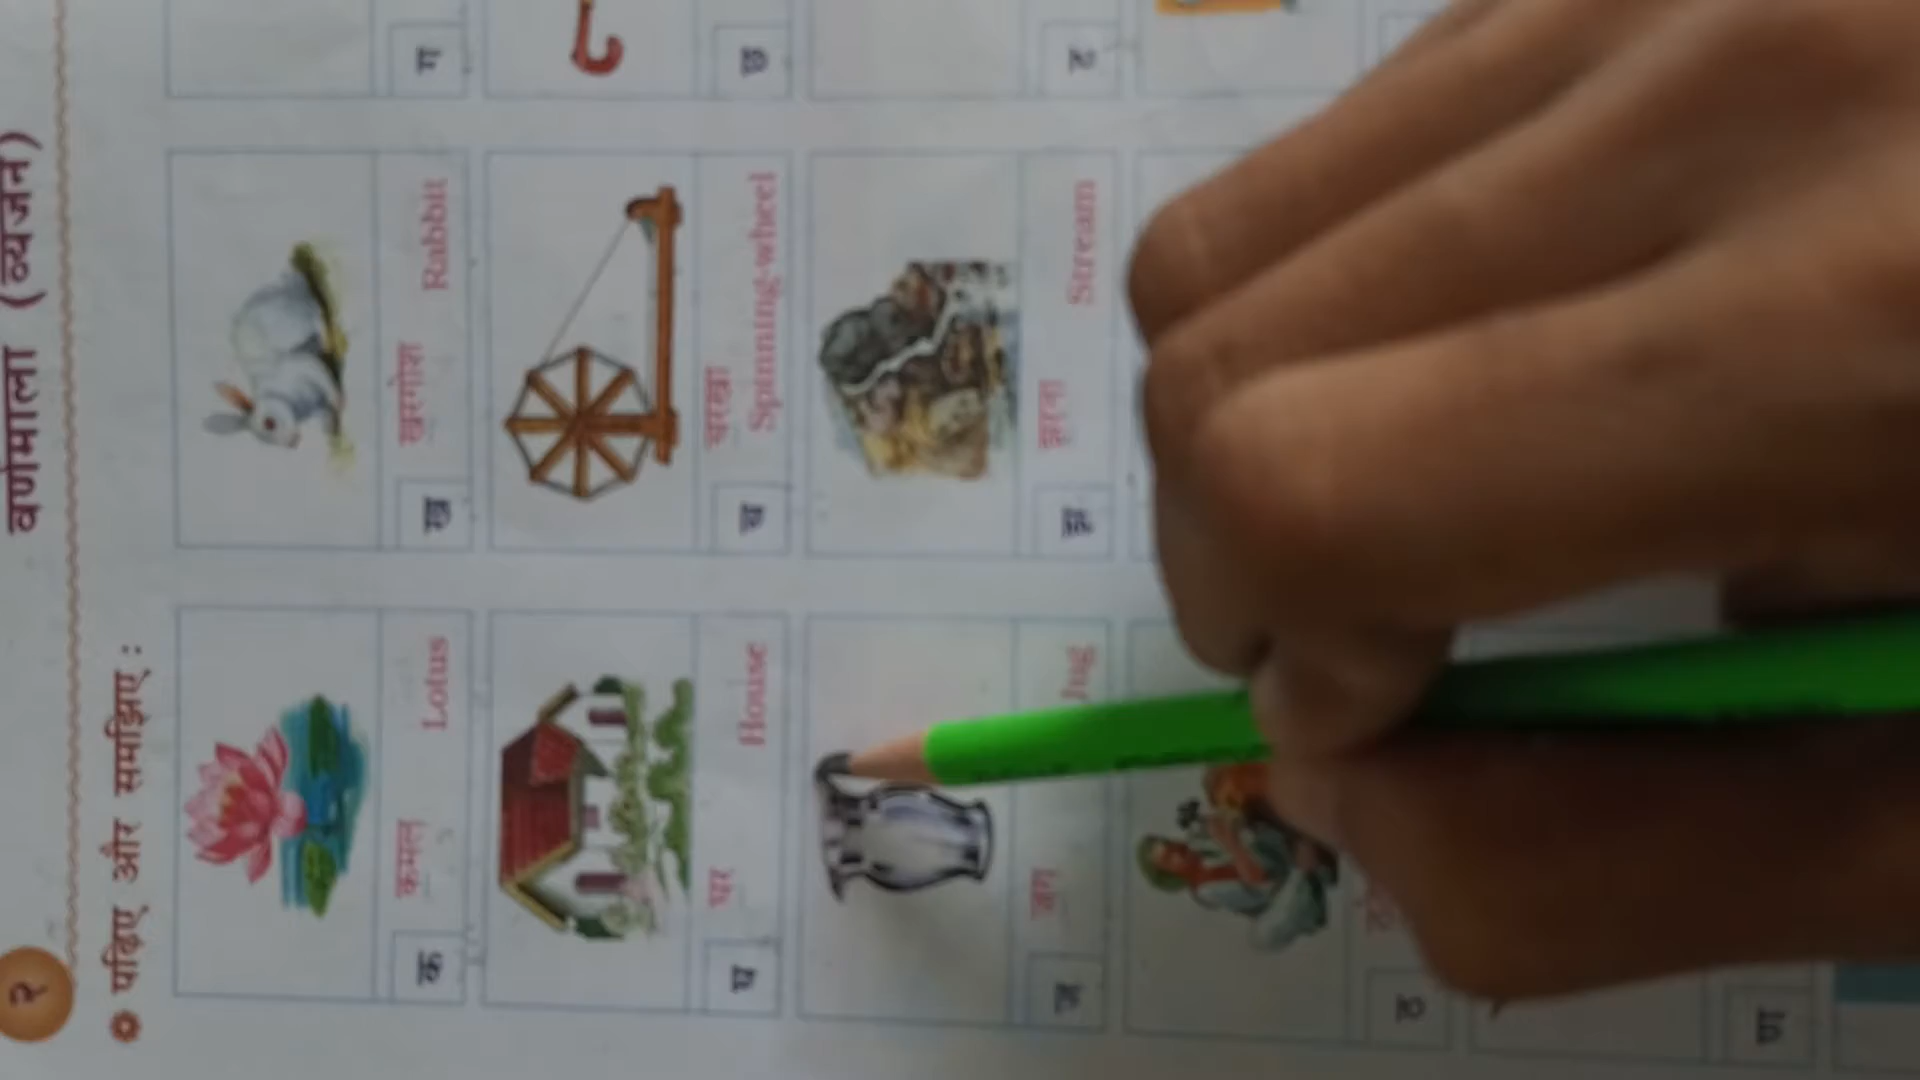 २
वर्णमाला (व्यंजन)
पढ़िए और समझिए :
क
कमल
Lotus
ख
खरगोश
Rabbit
ग
घ
घर
House
च
चरखा
Spinning-wheel
छ
ज
जग
Jug
झ
झरना
Stream
ट
ठ
ण